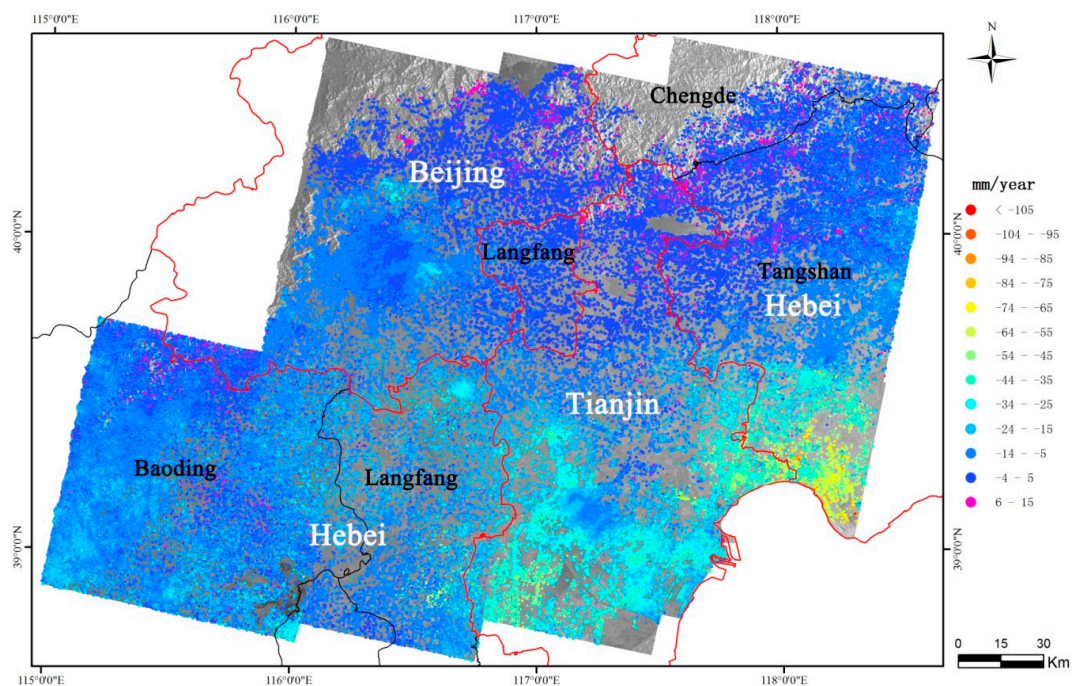 115°0'0"E 116°0'0"E 117°0'0"E 118°0'0"E
N
Chengde
Beijing
mm/year
< -105
-104 - -95
-94 - -85
-84 - -75
-74 - -65
-64 - -55
-54 - -45
-44 - -35
-34 - -25
-24 - -15
-14 - -5
-4 - 5
6 - 15
40°0'0"N
40°0'0"N
Langfang
Tangshan
Hebei
Tianjin
Baoding
Langfang
Hebei
39°0'0"N
39°0'0"N
0 15 30
Km
115°0'0"E 116°0'0"E 117°0'0"E 118°0'0"E